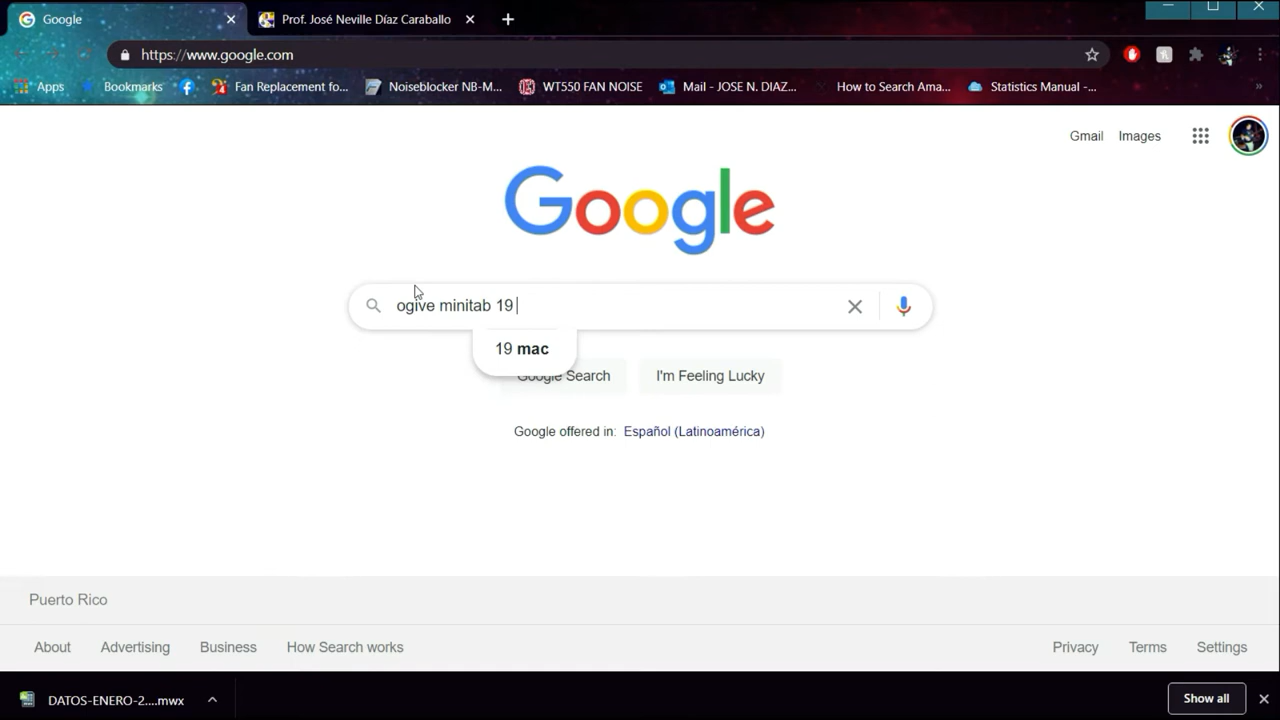 Google
Prof. José Neville Díaz Caraballo
https://www.google.com
Apps
Bookmarks
Fan Replacement fo...
Noiseblocker NB-M...
WT550 FAN NOISE
Mail - JOSE N. DIAZ...
How to Search Ama...
Statistics Manual -...
»
Gmail
Images
Google
ogive minitab 19
19 mac
Google Search
I'm Feeling Lucky
Google offered in: Español (Latinoamérica)
Puerto Rico
About
Advertising
Business
How Search works
Privacy
Terms
Settings
DATOS-ENERO-2....mwx
Show all